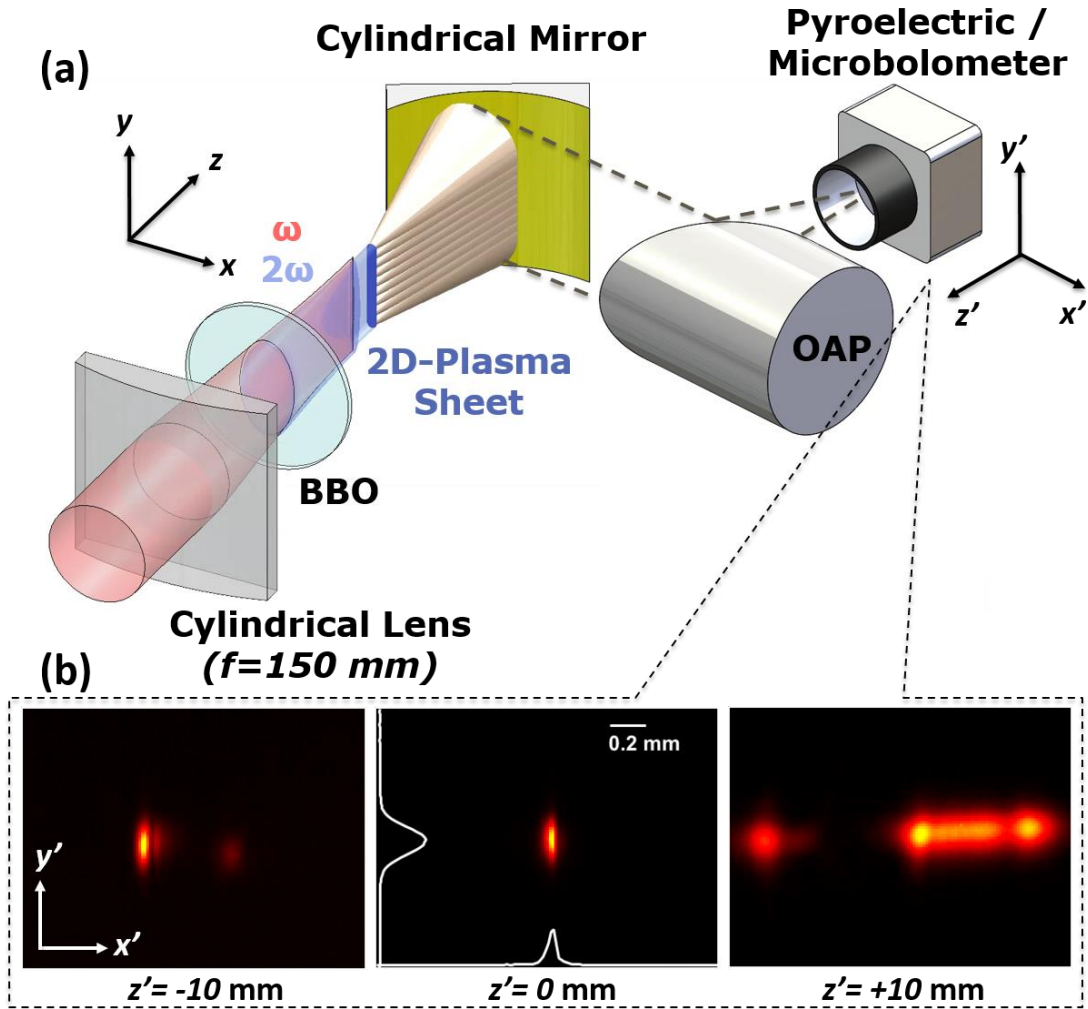 (a)
Cylindrical Mirror
Pyroelectric /
Microbolometer
y
z
x
ω
2ω
y’
z’
x’
2D-Plasma
Sheet
OAP
BBO
Cylindrical Lens
(f=150 mm)
(b)
0.2 mm
y’
x’
z’= -10 mm
z’= 0 mm
z’= +10 mm